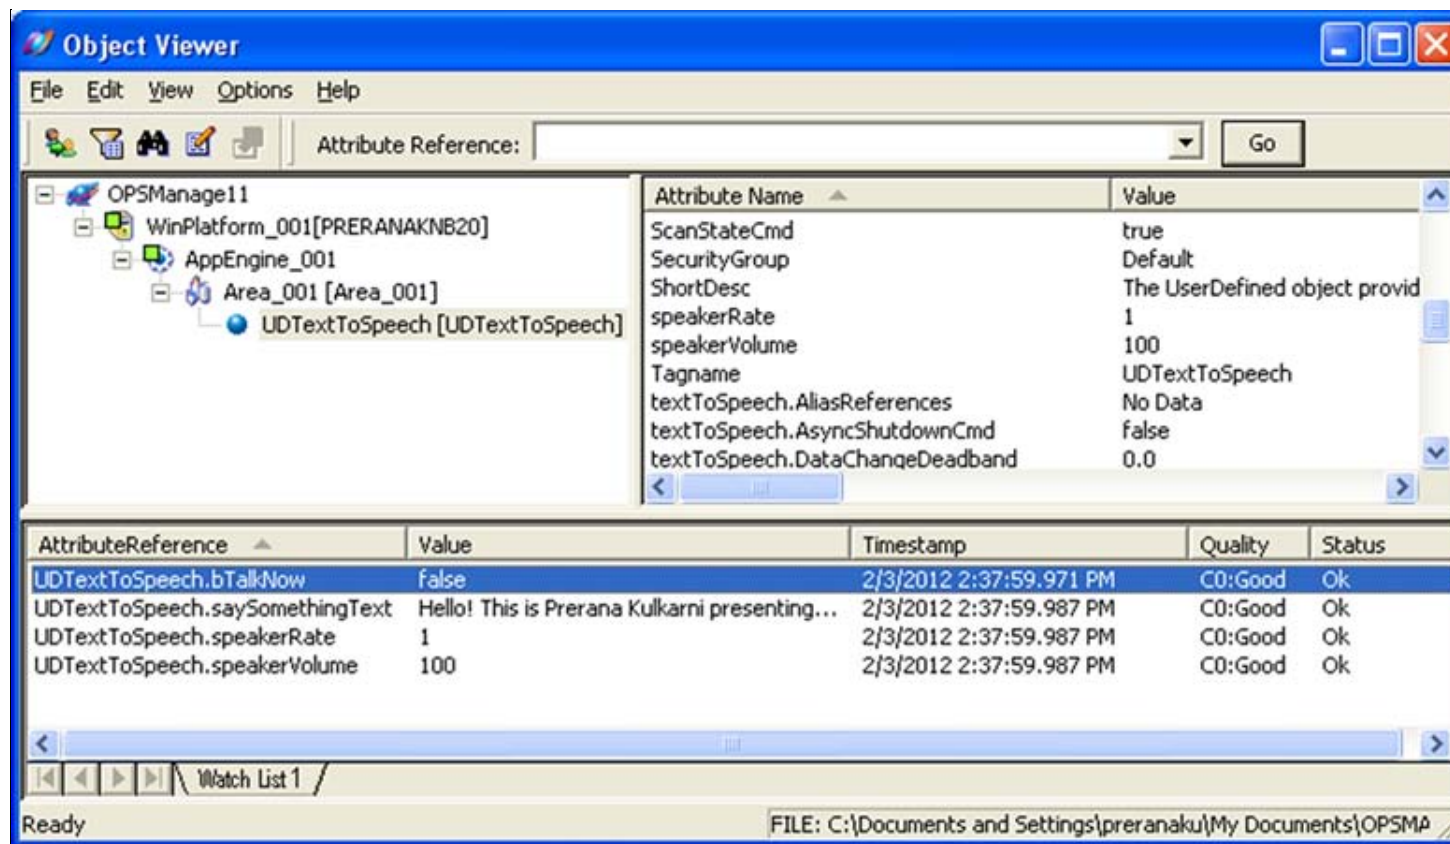 Object Viewer
File Edit View Options Help
Attribute Reference: Go
OPSManage11
WinPlatform_001[PRERANAKNB20]
AppEngine_001
Area_001 [Area_001]
UDTextToSpeech [UDTextToSpeech]
Attribute Name Value
ScanStateCmd true
SecurityGroup Default
ShortDesc The UserDefined object provid
speakerRate 1
speakerVolume 100
Tagname UDTextToSpeech
textToSpeech.AliasReferences No Data
textToSpeech.AsyncShutdownCmd false
textToSpeech.DataChangeDeadband 0.0
AttributeReference Value Timestamp Quality Status
UDTextToSpeech.bTalkNow false 2/3/2012 2:37:59.971 PM C0:Good Ok
UDTextToSpeech.saySomethingText Hello! This is Prerana Kulkarni presenting... 2/3/2012 2:37:59.987 PM C0:Good Ok
UDTextToSpeech.speakerRate 1 2/3/2012 2:37:59.987 PM C0:Good Ok
UDTextToSpeech.speakerVolume 100 2/3/2012 2:37:59.987 PM C0:Good Ok
Watch List 1
Ready FILE: C:\Documents and Settings\preranaku\My Documents\OPSMA